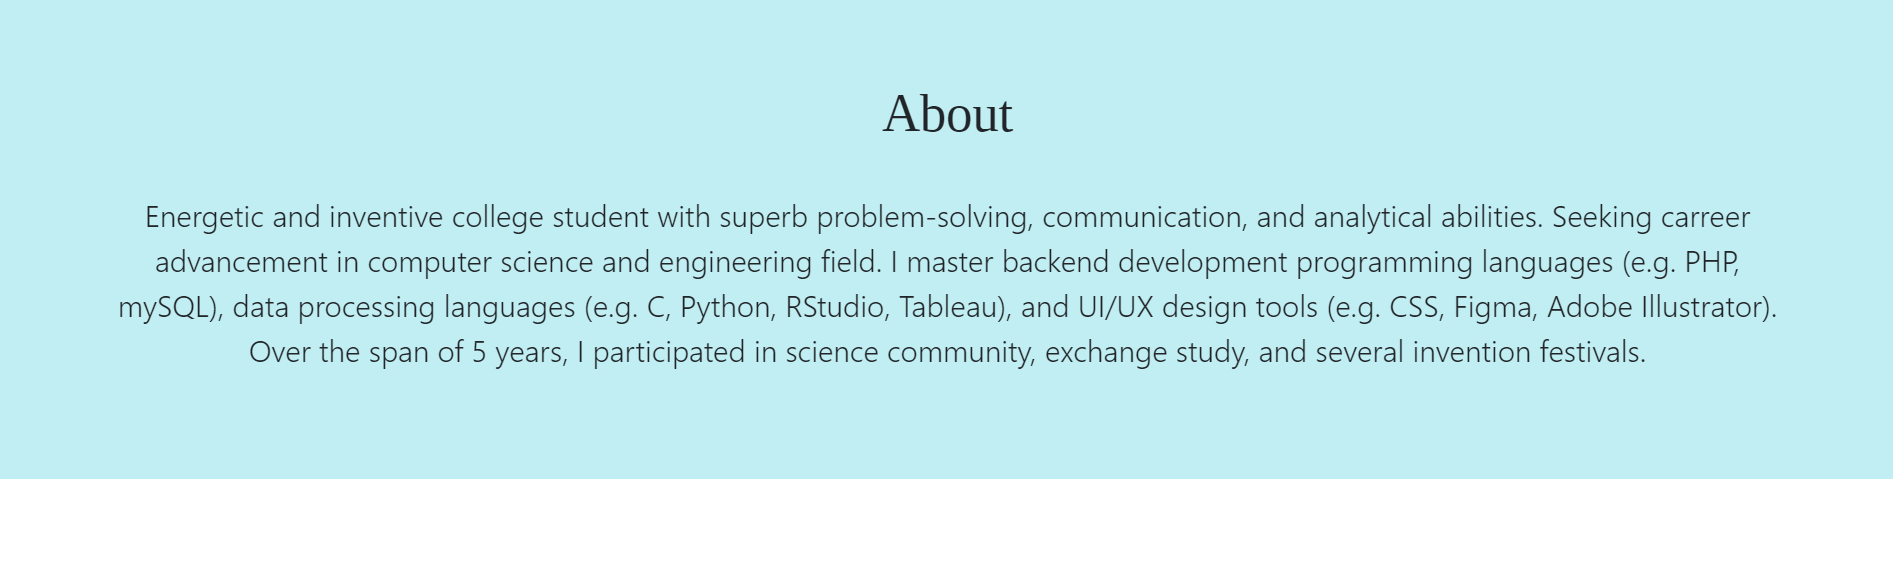 About
Energetic and inventive college student with superb problem-solving, communication, and analytical abilities. Seeking carreer
advancement in computer science and engineering field. I master backend development programming languages (e.g. PHP,
mySQL), data processing languages (e.g. C, Python, RStudio, Tableau), and UI/UX design tools (e.g. CSS, Figma, Adobe Illustrator).
Over the span of 5 years, I participated in science community, exchange study, and several invention festivals.